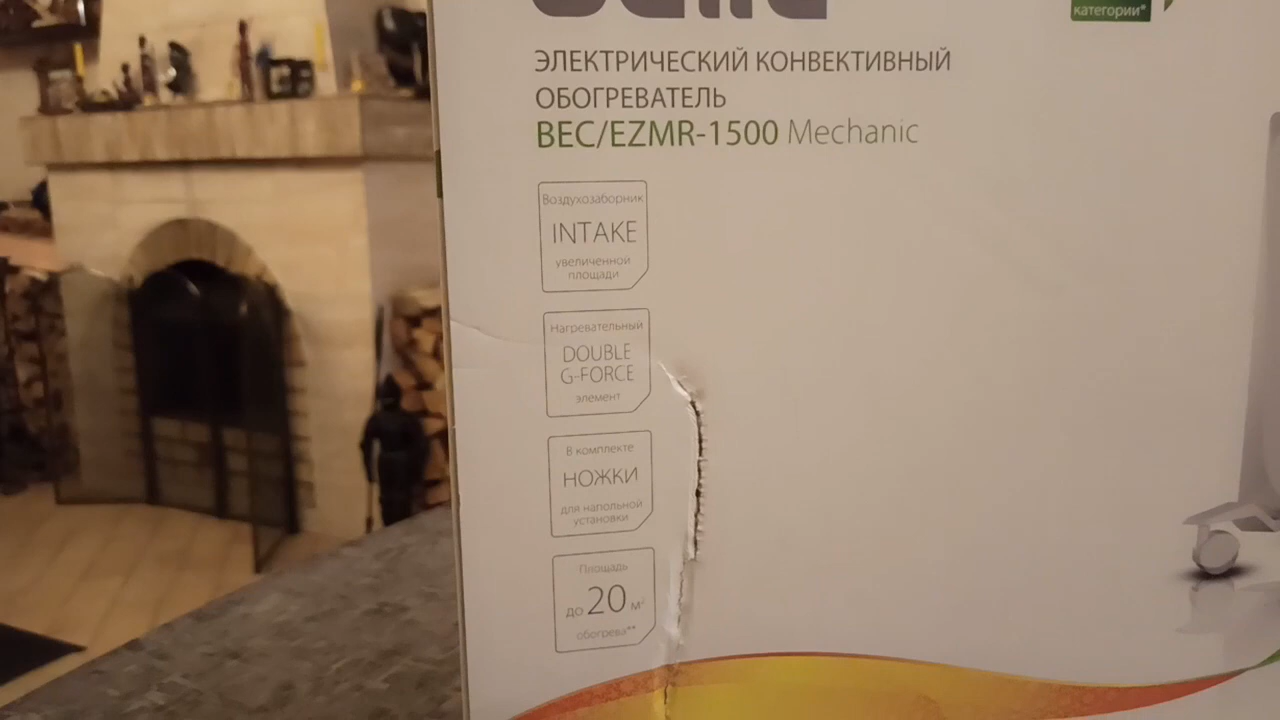 категории*
ЭЛЕКТРИЧЕСКИЙ КОНВЕКТИВНЫЙ
ОБОГРЕВАТЕЛЬ
BEC/EZMR-1500 Mechanic
Воздухозаборник
INTAKE
увеличенной
площади
Нагревательный
DOUBLE
G-FORCE
элемент
В комплекте
НОЖКИ
для напольной
установки
Площадь
до 20 м²
обогрева**